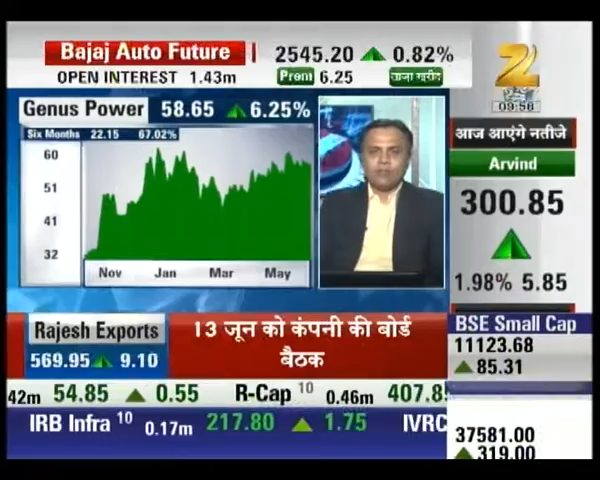 Bajaj Auto Future
2545.20 0.82%
OPEN INTEREST 1.43m
Prem 6.25 ताज़ा खरीद
09:58
Genus Power 58.65 6.25%
Six Months 22.15 67.02%
60
51
41
32
Nov Jan Mar May
आज आएंगे नतीजे
Arvind
300.85
1.98% 5.85
Rajesh Exports
569.95 9.10
13 जून को कंपनी की बोर्ड
बैठक
BSE Small Cap
11123.68
85.31
42m 54.85 0.55 R-Cap 10 0.46m 407.85
IRB Infra 10 0.17m 217.80 1.75 IVRC
37581.00
319.00